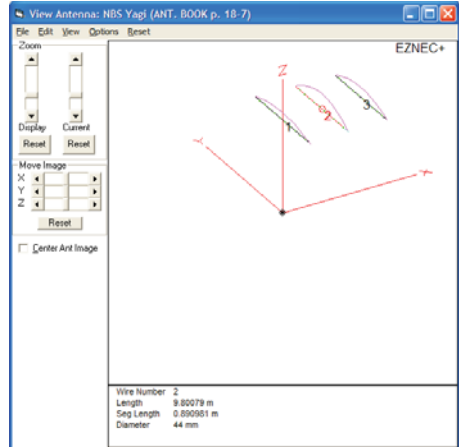 View Antenna: NBS Yagi (ANT. BOOK p. 18-7)
File Edit View Options Reset
Zoom
Display Current
Reset Reset
Move Image
X
Y
Z
Reset
Center Ant Image
EZNEC+
Z
1
2
3
Y
X
Wire Number 2
Length 9.80079 m
Seg Length 0.890981 m
Diameter 44 mm